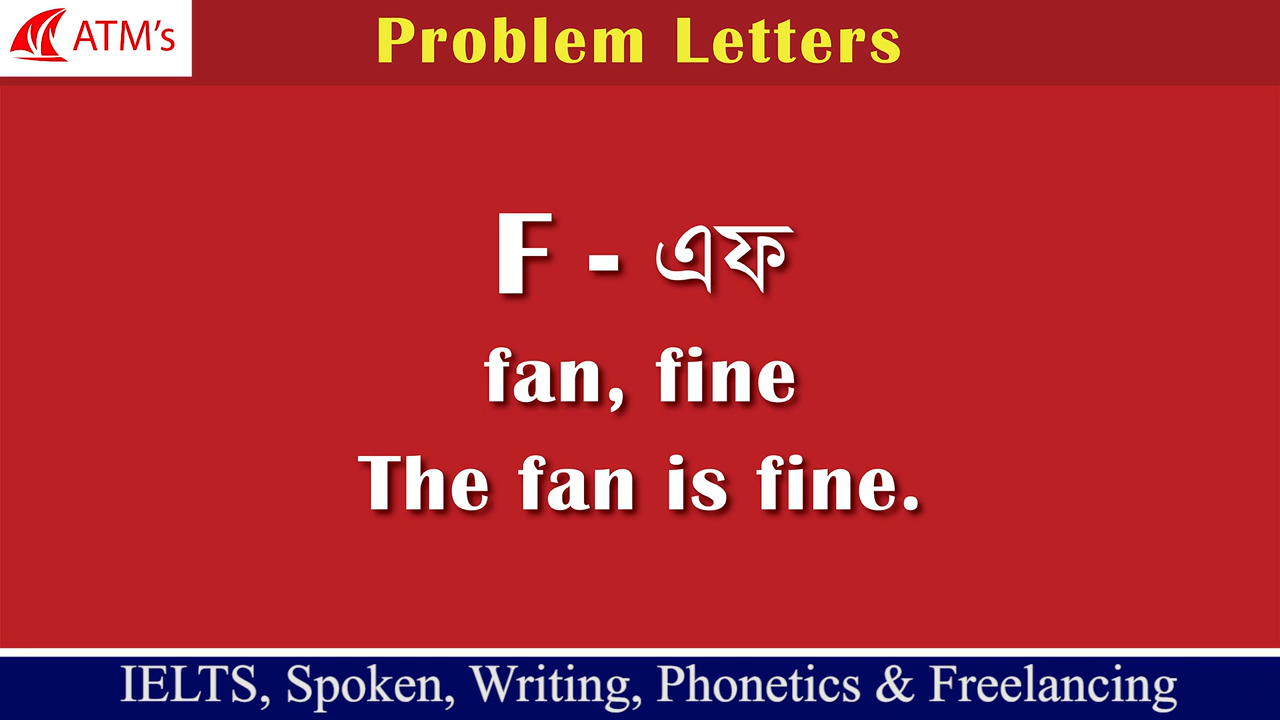 ATM's
Problem Letters
F - এফ
fan, fine
The fan is fine.
IELTS, Spoken, Writing, Phonetics & Freelancing